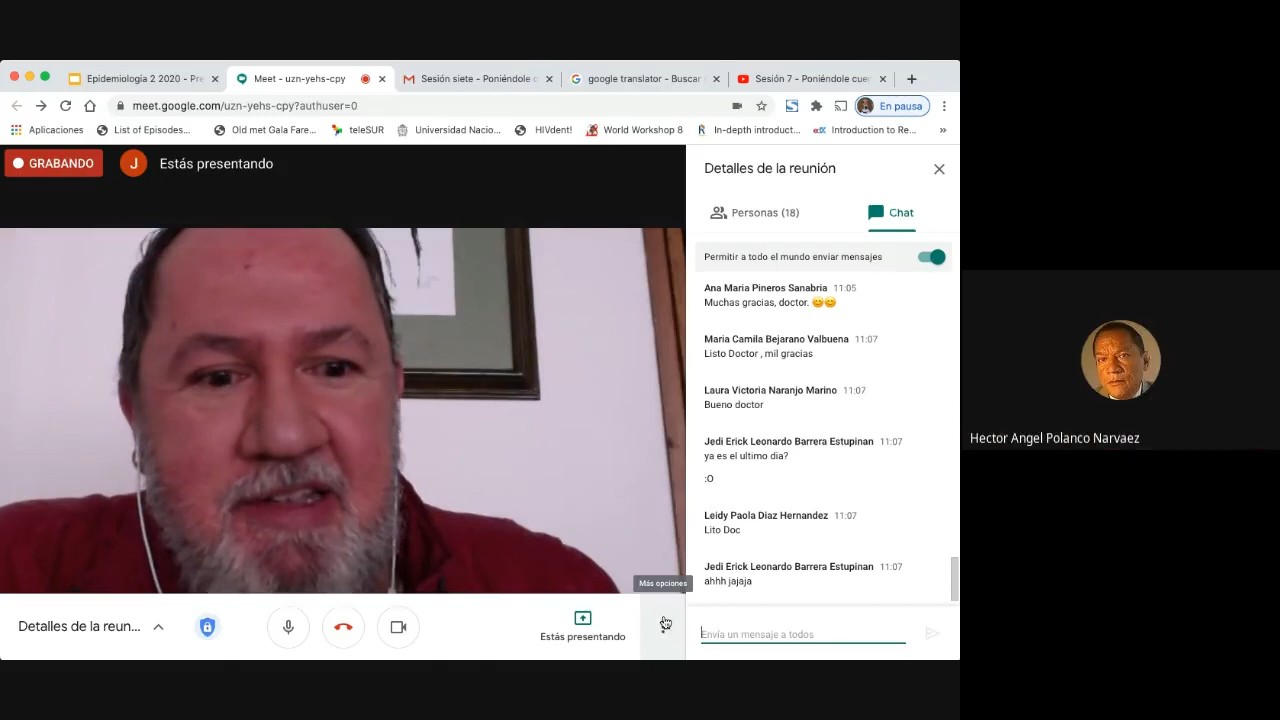 Epidemiología 2 2020 - Pre
Meet - uzn-yehs-cpy
Sesión siete - Poniéndole c
google translator - Buscar
Sesión 7 - Poniéndole cuer
meet.google.com/uzn-yehs-cpy?authuser=0
En pausa
Aplicaciones
List of Episodes...
Old met Gala Fare...
teleSUR
Universidad Nacio...
HIVdent!
World Workshop 8
In-depth introduct...
Introduction to Re...
GRABANDO
J
Estás presentando
Detalles de la reunión
Personas (18)
Chat
Permitir a todo el mundo enviar mensajes
Ana Maria Pineros Sanabria 11:05
Muchas gracias, doctor. 😊😊
Maria Camila Bejarano Valbuena 11:07
Listo Doctor , mil gracias
Laura Victoria Naranjo Marino 11:07
Bueno doctor
Jedi Erick Leonardo Barrera Estupinan 11:07
ya es el ultimo dia?
:O
Leidy Paola Diaz Hernandez 11:07
Lito Doc
Jedi Erick Leonardo Barrera Estupinan 11:07
ahhh jajaja
Más opciones
Detalles de la reun...
Estás presentando
Envía un mensaje a todos
Hector Angel Polanco Narvaez